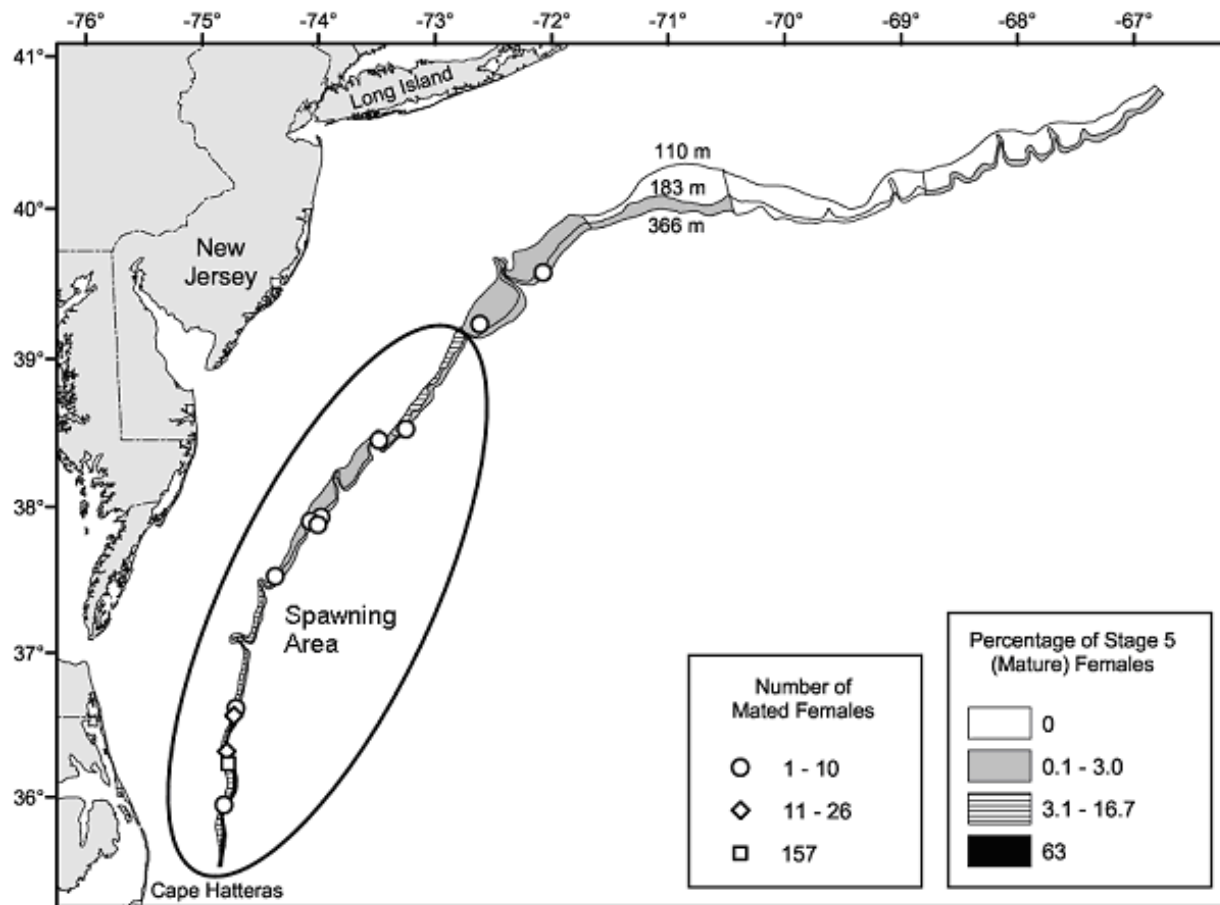 -76° -75° -74° -73° -72° -71° -70° -69° -68° -67°
41°
40°
39°
38°
37°
36°
Long Island
New
Jersey
110 m
183 m
366 m
Spawning
Area
Cape Hatteras
Number of
Mated Females
1 - 10
11 - 26
157
Percentage of Stage 5
(Mature) Females
0
0.1 - 3.0
3.1 - 16.7
63